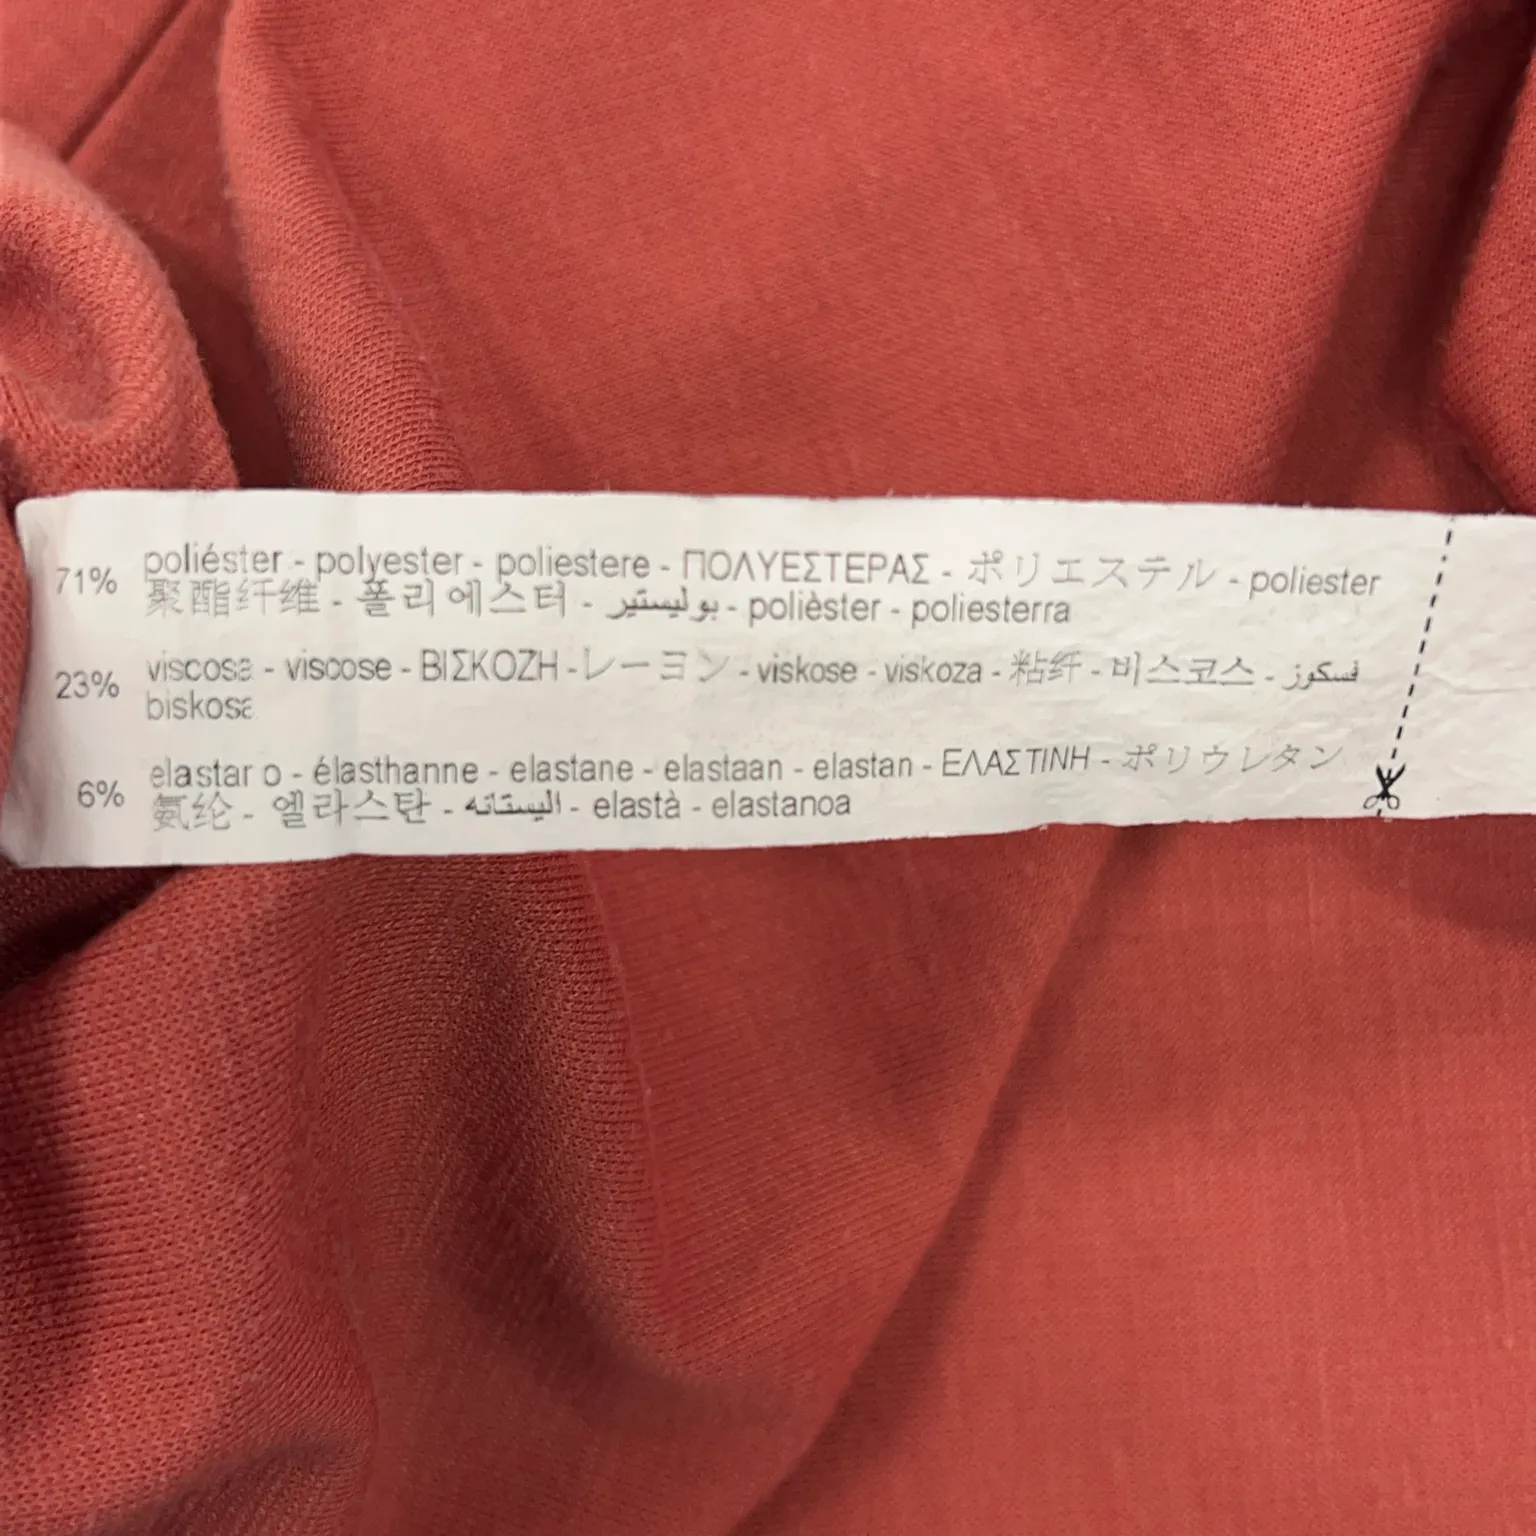 71% poliéster - polyester - poliestere - ΠΟΛΥΕΣΤΕΡΑΣ - ポリエステル - poliester
聚酯纤维 - 폴리에스터 - بوليستير - polièster - poliesterra
23% viscosa - viscose - ΒΙΣΚΟΖΗ - レーヨン - viskose - viskoza - 粘纤 - 비스코스 - فسكوز
biskosa
6% elastano - élasthanne - elastane - elastaan - elastan - ΕΛΑΣΤΙΝΗ - ポリウレタン
氨纶 - 엘라스탄 - اليستانه - elastà - elastanoa